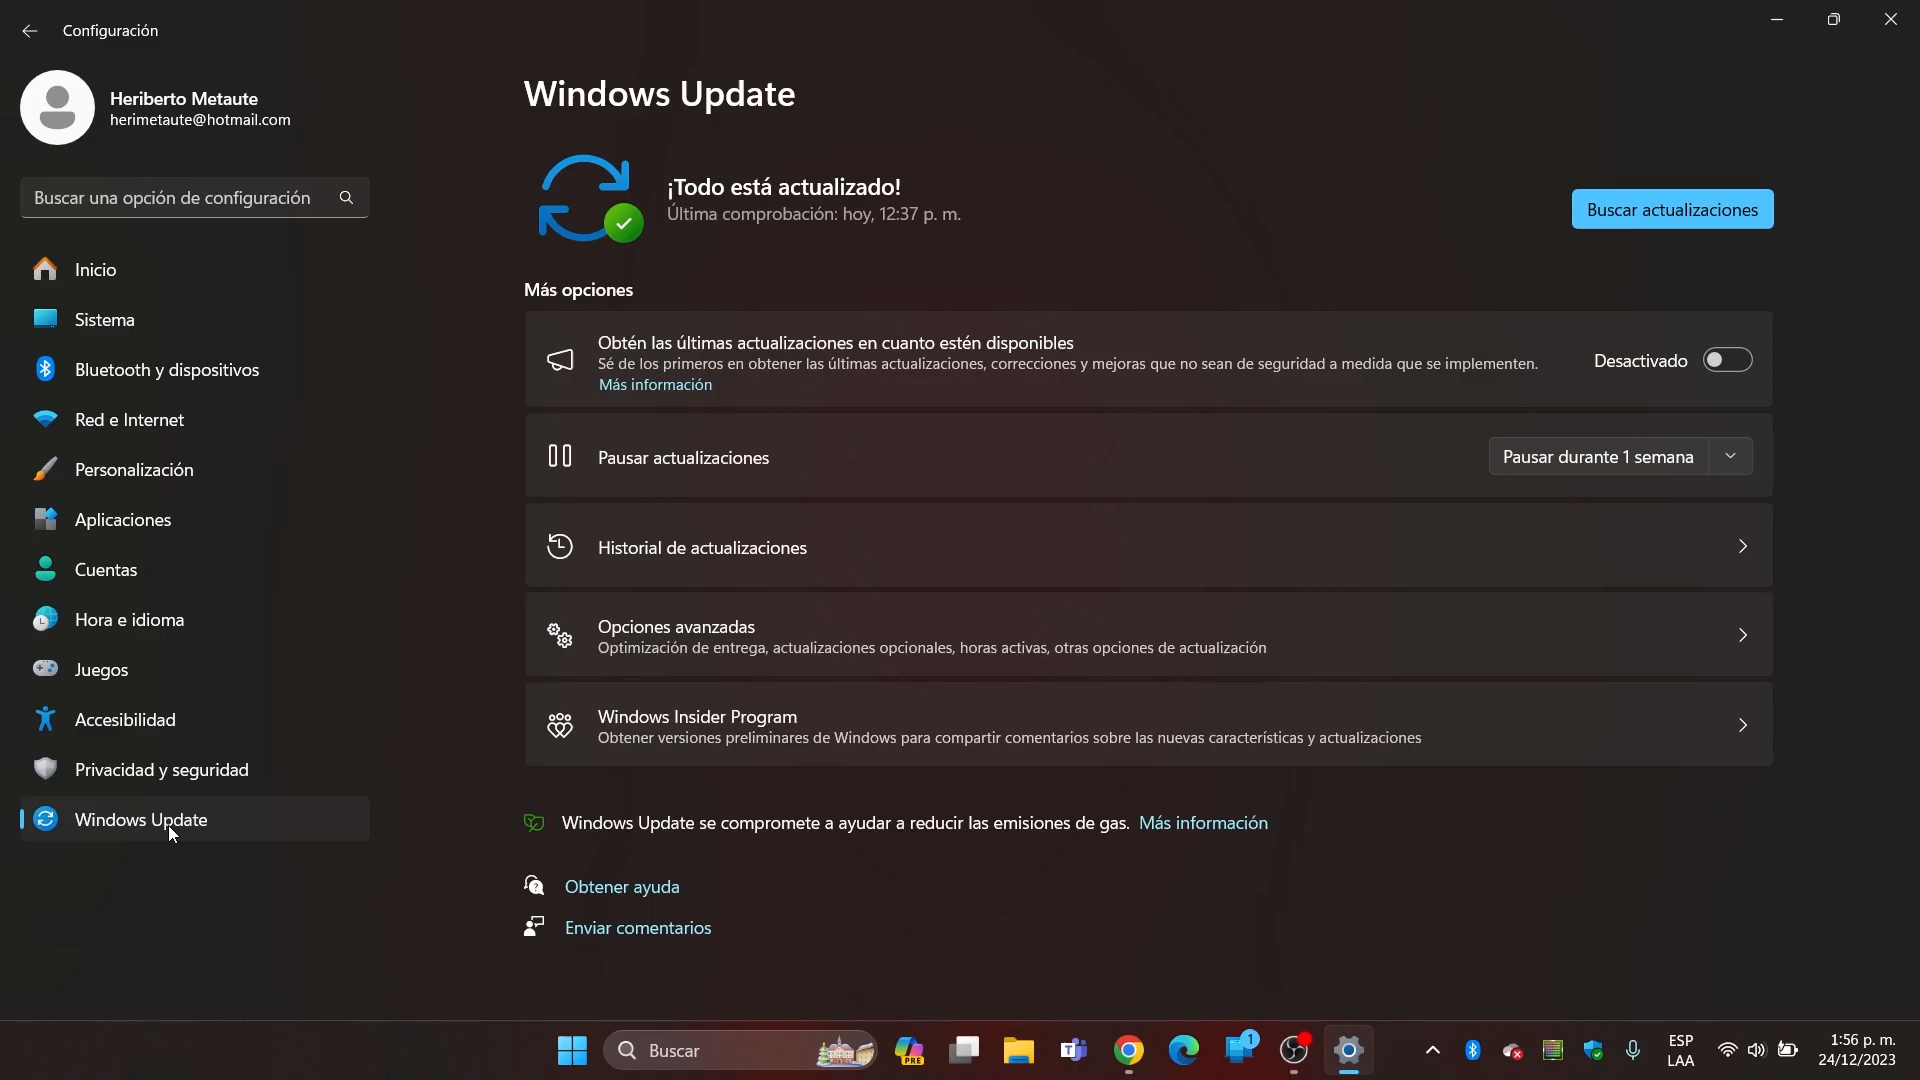 Configuración
Heriberto Metaute
herimetaute@hotmail.com
Buscar una opción de configuración
Inicio
Sistema
Bluetooth y dispositivos
Red e Internet
Personalización
Aplicaciones
Cuentas
Hora e idioma
Juegos
Accesibilidad
Privacidad y seguridad
Windows Update
Windows Update
¡Todo está actualizado!
Última comprobación: hoy, 12:37 p. m.
Buscar actualizaciones
Más opciones
Obtén las últimas actualizaciones en cuanto estén disponibles
Sé de los primeros en obtener las últimas actualizaciones, correcciones y mejoras que no sean de seguridad a medida que se implementen.
Más información
Desactivado
Pausar actualizaciones
Pausar durante 1 semana
Historial de actualizaciones
Opciones avanzadas
Optimización de entrega, actualizaciones opcionales, horas activas, otras opciones de actualización
Windows Insider Program
Obtener versiones preliminares de Windows para compartir comentarios sobre las nuevas características y actualizaciones
Windows Update se compromete a ayudar a reducir las emisiones de gas. Más información
Obtener ayuda
Enviar comentarios
Buscar
PRE
1
ESP
LAA
1:56 p. m.
24/12/2023